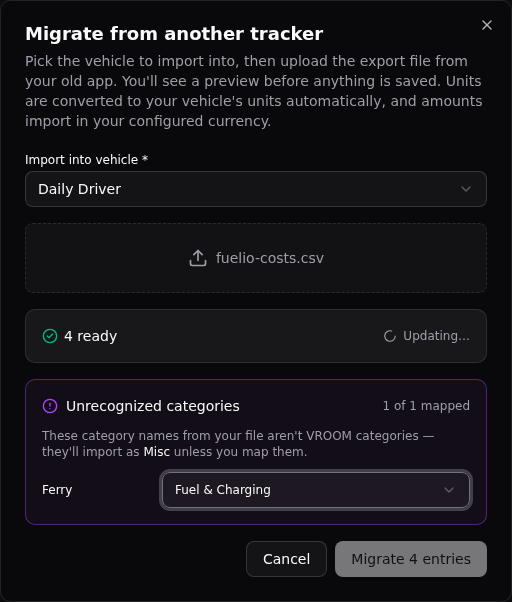 Migrate from another tracker
Pick the vehicle to import into, then upload the export file from
your old app. You'll see a preview before anything is saved. Units
are converted to your vehicle's units automatically, and amounts
import in your configured currency.
Import into vehicle *
Daily Driver
fuelio-costs.csv
4 ready
Updating...
Unrecognized categories
1 of 1 mapped
These category names from your file aren't VROOM categories —
they'll import as Misc unless you map them.
Ferry
Fuel & Charging
Cancel
Migrate 4 entries